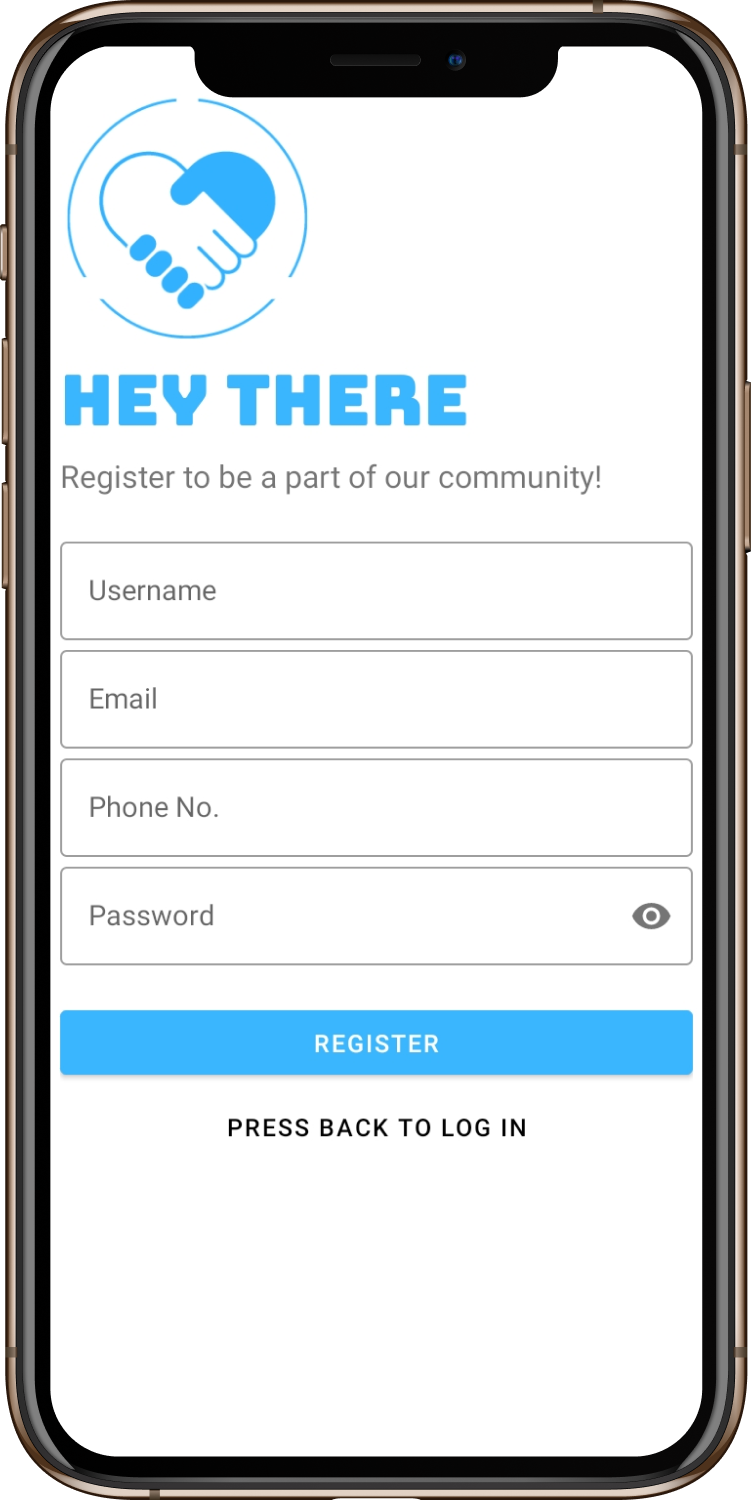 HEY THERE
Register to be a part of our community!
Username
Email
Phone No.
Password
REGISTER
PRESS BACK TO LOG IN